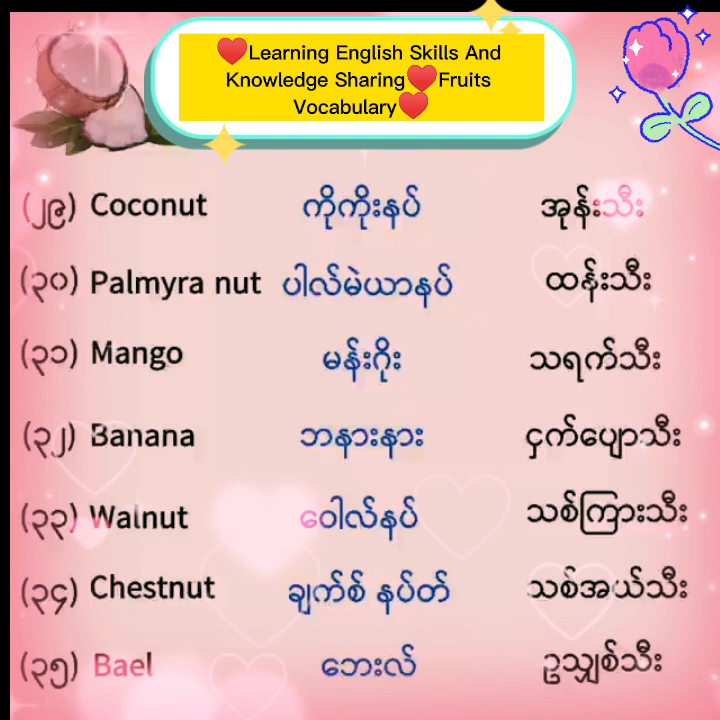 ❤️Learning English Skills And
Knowledge Sharing❤️Fruits
Vocabulary❤️
(၂၉) Coconut ကိုကိုးနပ် အုန်းသီး
(၃၀) Palmyra nut ပါလ်မဲယာနပ် ထန်းသီး
(၃၁) Mango မန်းဂိုး သရက်သီး
(၃၂) Banana ဘနားနား ငှက်ပျောသီး
(၃၃) Walnut ဝေါလ်နပ် သစ်ကြားသီး
(၃၄) Chestnut ချက်စ် နပ်တ် သစ်အယ်သီး
(၃၅) Bael ဘေးလ် ဥသျှစ်သီး